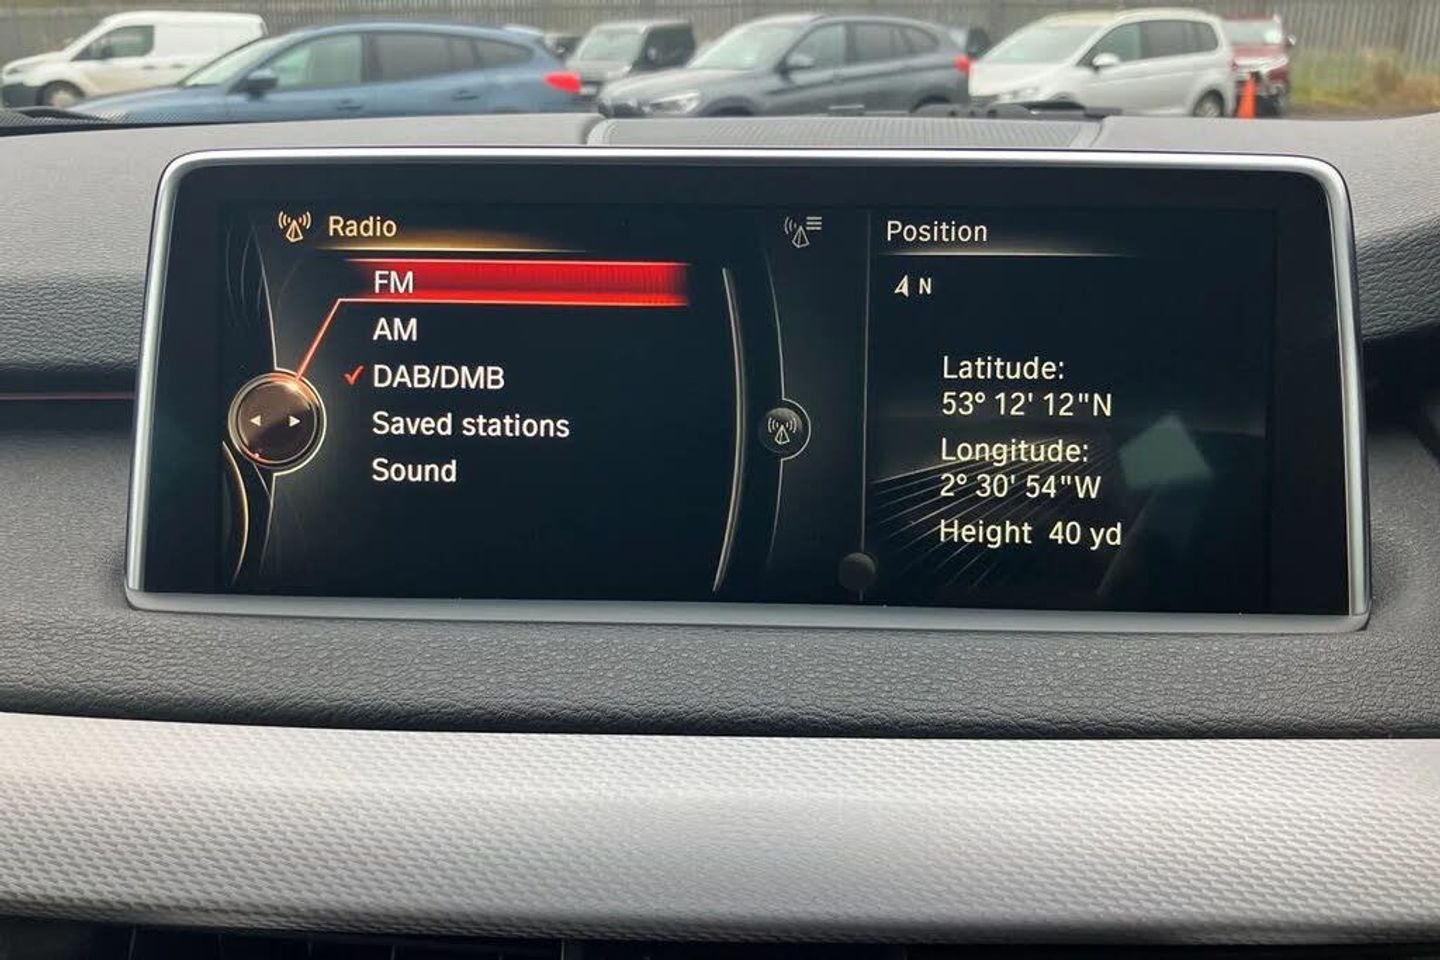 Radio
FM
AM
DAB/DMB
Saved stations
Sound
Position
N
Latitude:
53° 12' 12"N
Longitude:
2° 30' 54"W
Height 40 yd